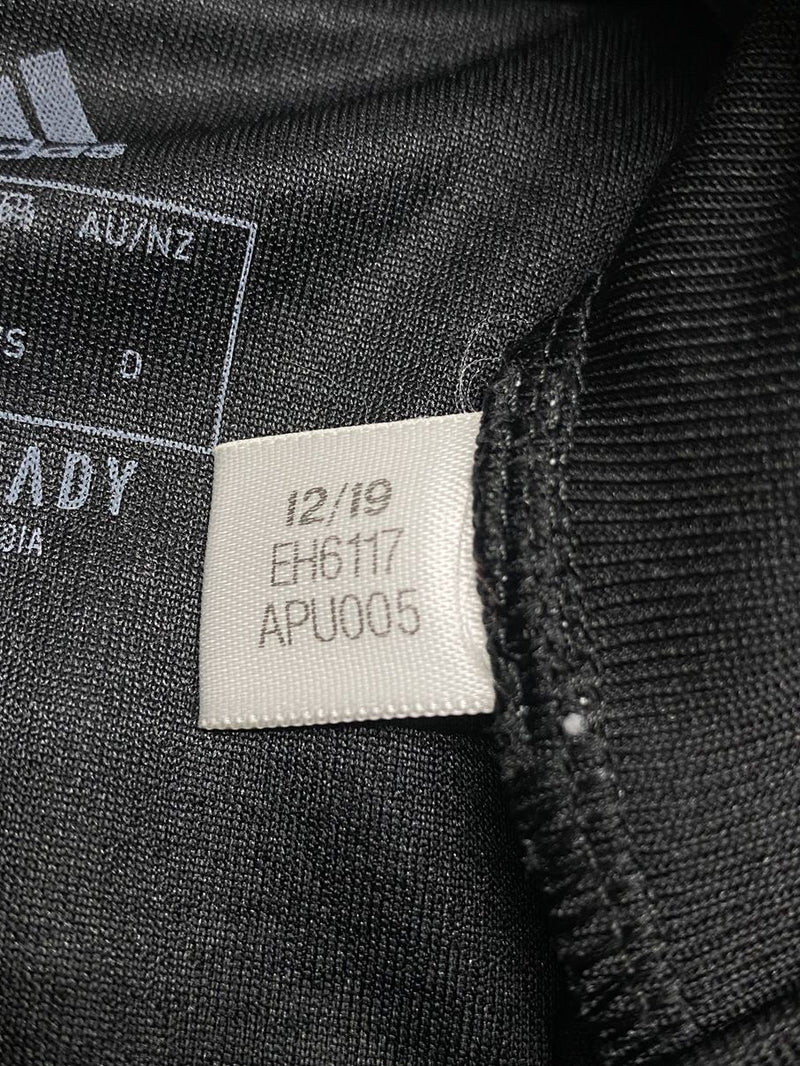 AU/NZ
D
ADY
12/19
EH6117
APU005